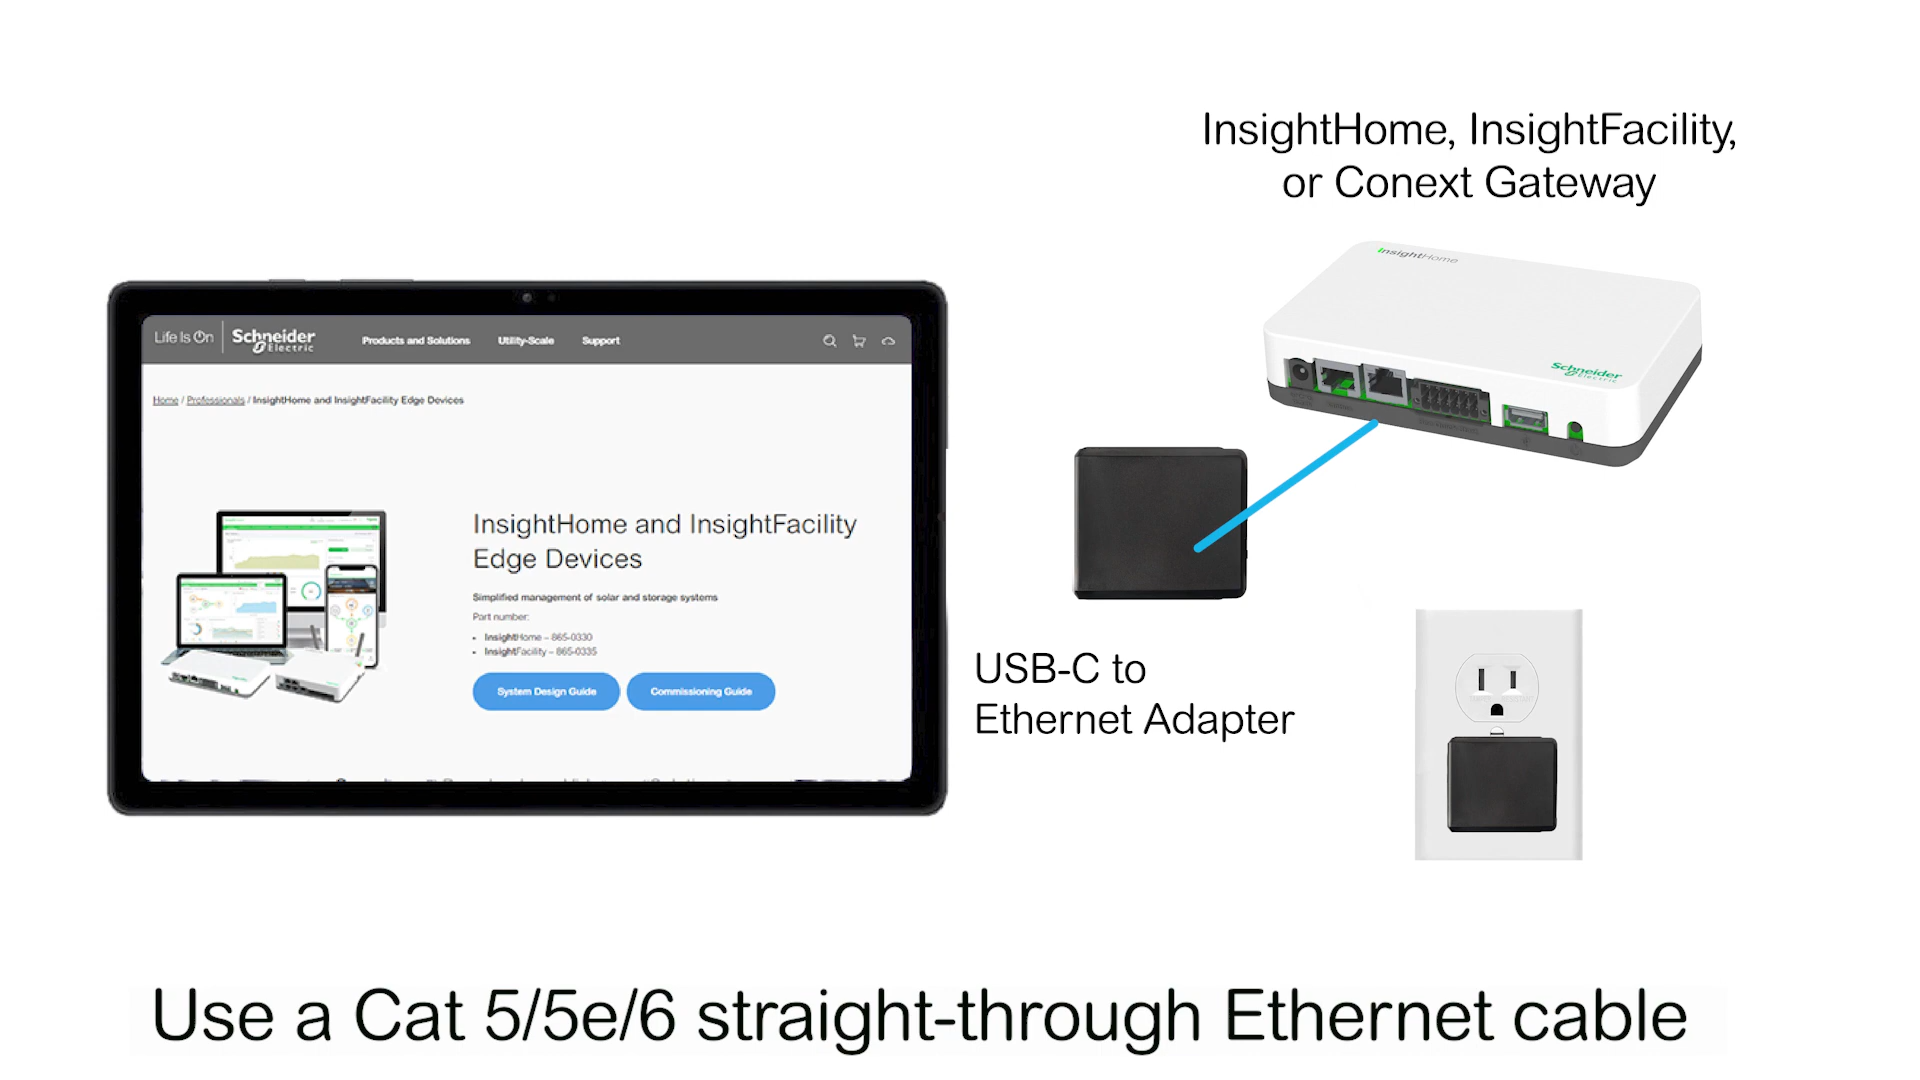 InsightHome, InsightFacility,
or Conext Gateway
InsightHome
Schneider
Electric
Life Is On
Schneider
Electric
Products and Solutions
Utility-Scale
Support
Home / Professionals / InsightHome and InsightFacility Edge Devices
InsightHome and InsightFacility
Edge Devices
Simplified management of solar and storage systems
Part number:
• InsightHome – 865-0330
• InsightFacility – 865-0335
System Design Guide
Commissioning Guide
USB-C to
Ethernet Adapter
Use a Cat 5/5e/6 straight-through Ethernet cable